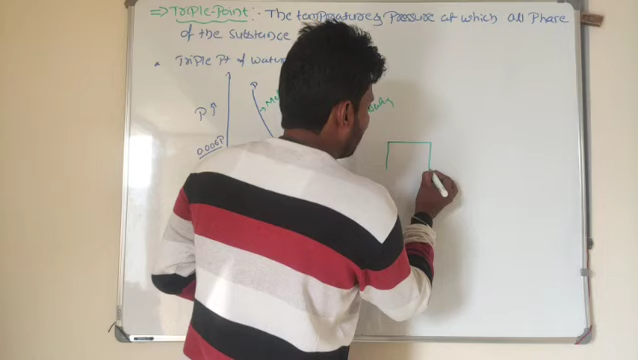 ⇒ Triple-Point :- The temperature & Pressure at which all Phase
of the substance
• Triple Pt of water
P↑
P
0.006P